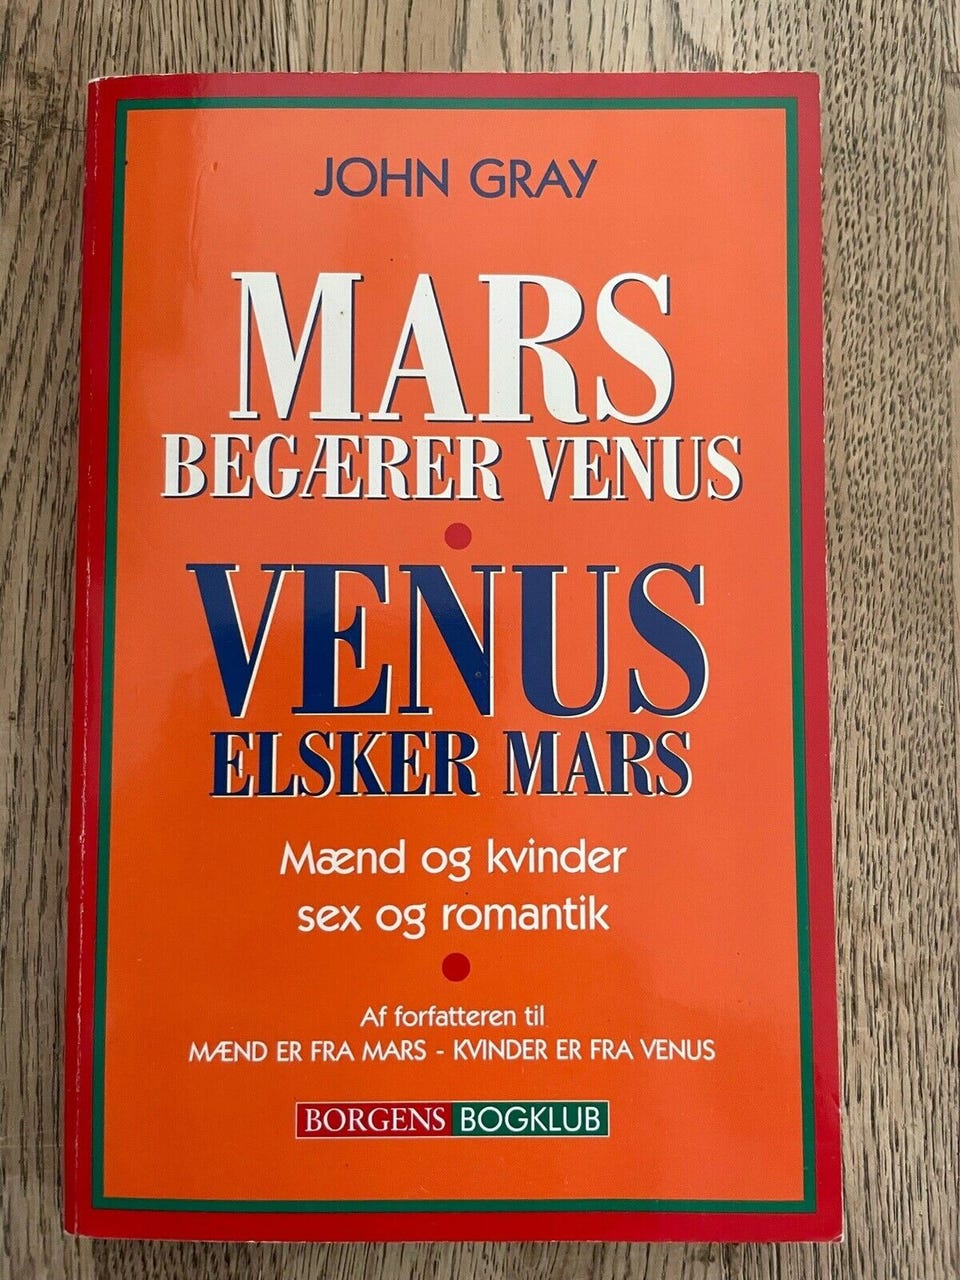 JOHN GRAY
MARS
BEGÆRER VENUS
VENUS
ELSKER MARS
Mænd og kvinder
sex og romantik
Af forfatteren til
MÆND ER FRA MARS - KVINDER ER FRA VENUS
BORGENS BOGKLUB